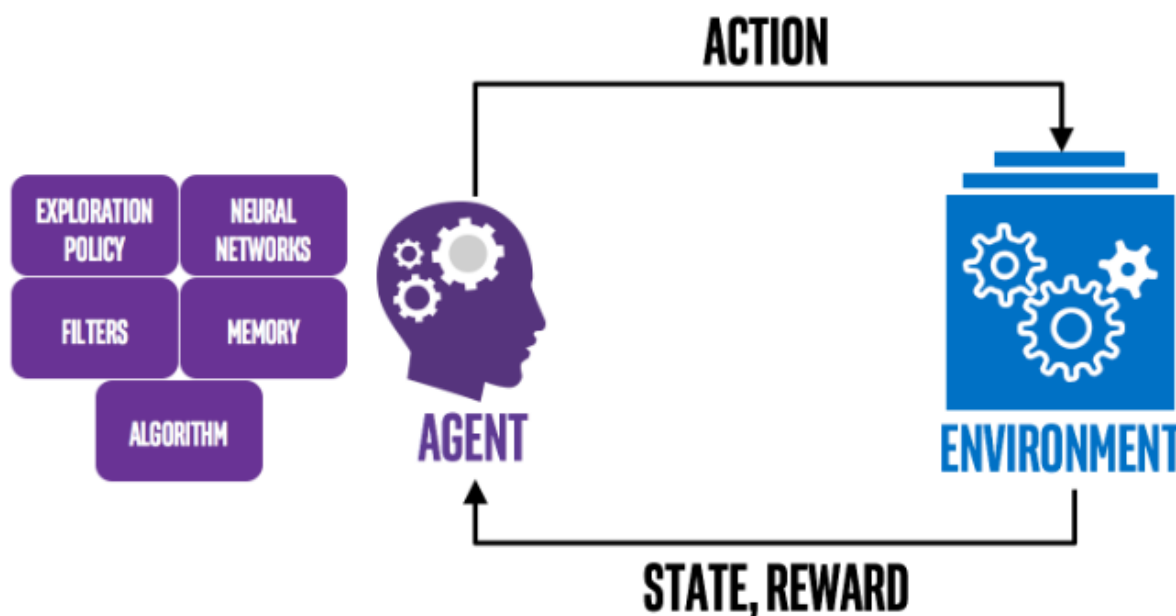 ACTION
EXPLORATION
POLICY
NEURAL
NETWORKS
FILTERS
MEMORY
ALGORITHM
AGENT
ENVIRONMENT
STATE, REWARD